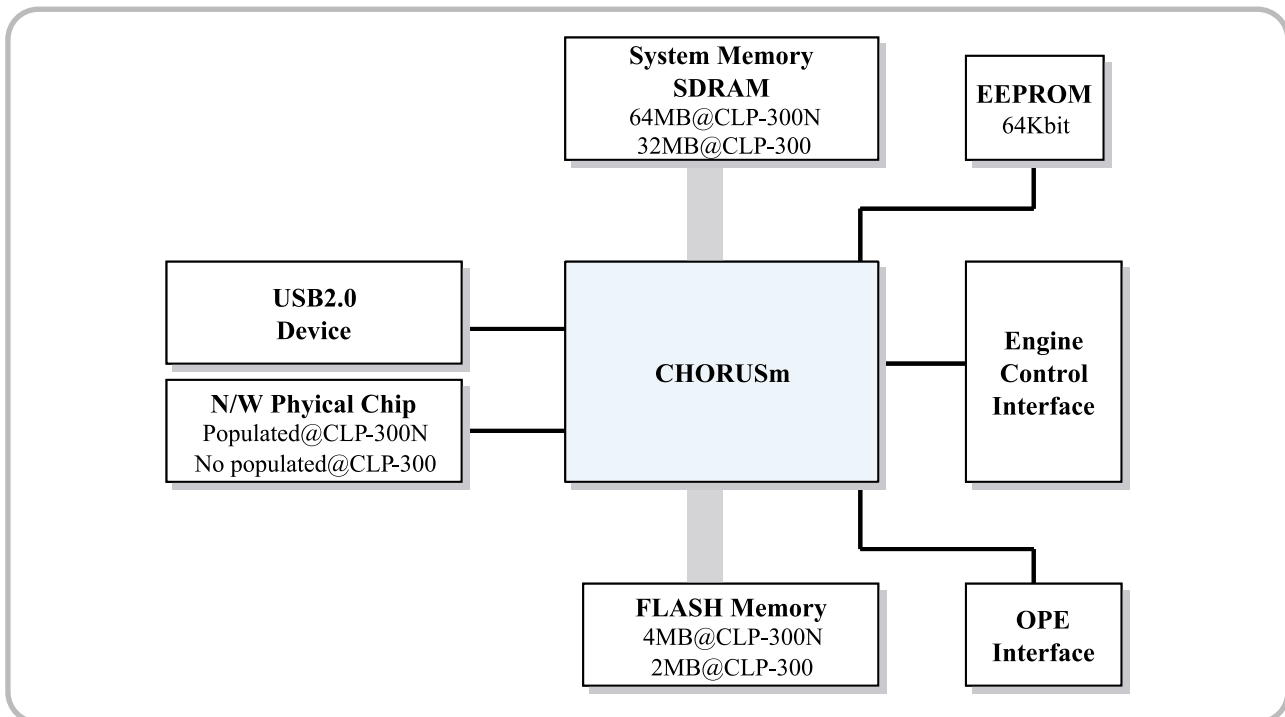 System Memory
SDRAM
64MB@CLP-300N
32MB@CLP-300
EEPROM
64Kbit
USB2.0
Device
N/W Phyical Chip
Populated@CLP-300N
No populated@CLP-300
CHORUSm
Engine
Control
Interface
FLASH Memory
4MB@CLP-300N
2MB@CLP-300
OPE
Interface